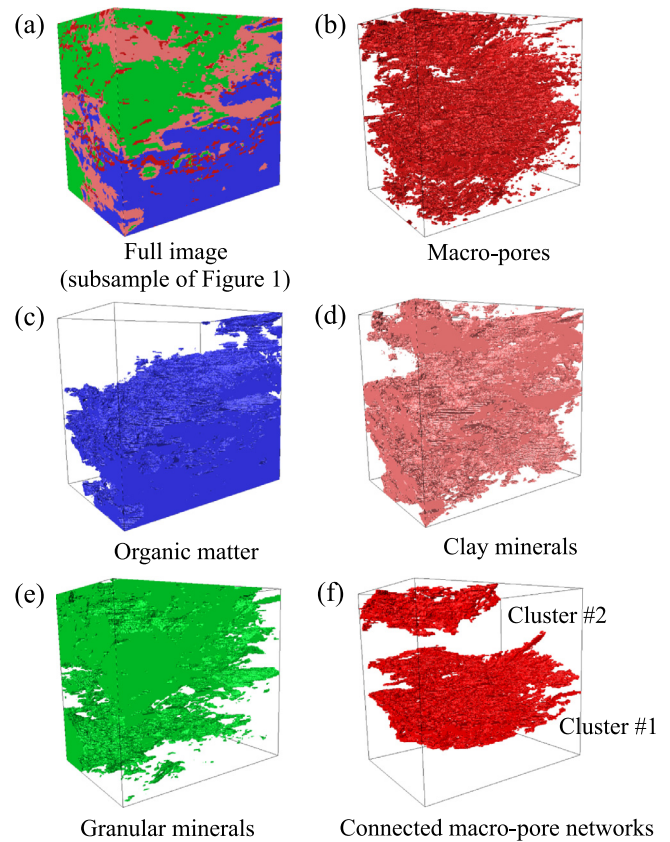 (a)
(b)
Full image
(subsample of Figure 1)
Macro-pores
(c)
(d)
Organic matter
Clay minerals
(e)
(f)
Cluster #2
Cluster #1
Granular minerals
Connected macro-pore networks